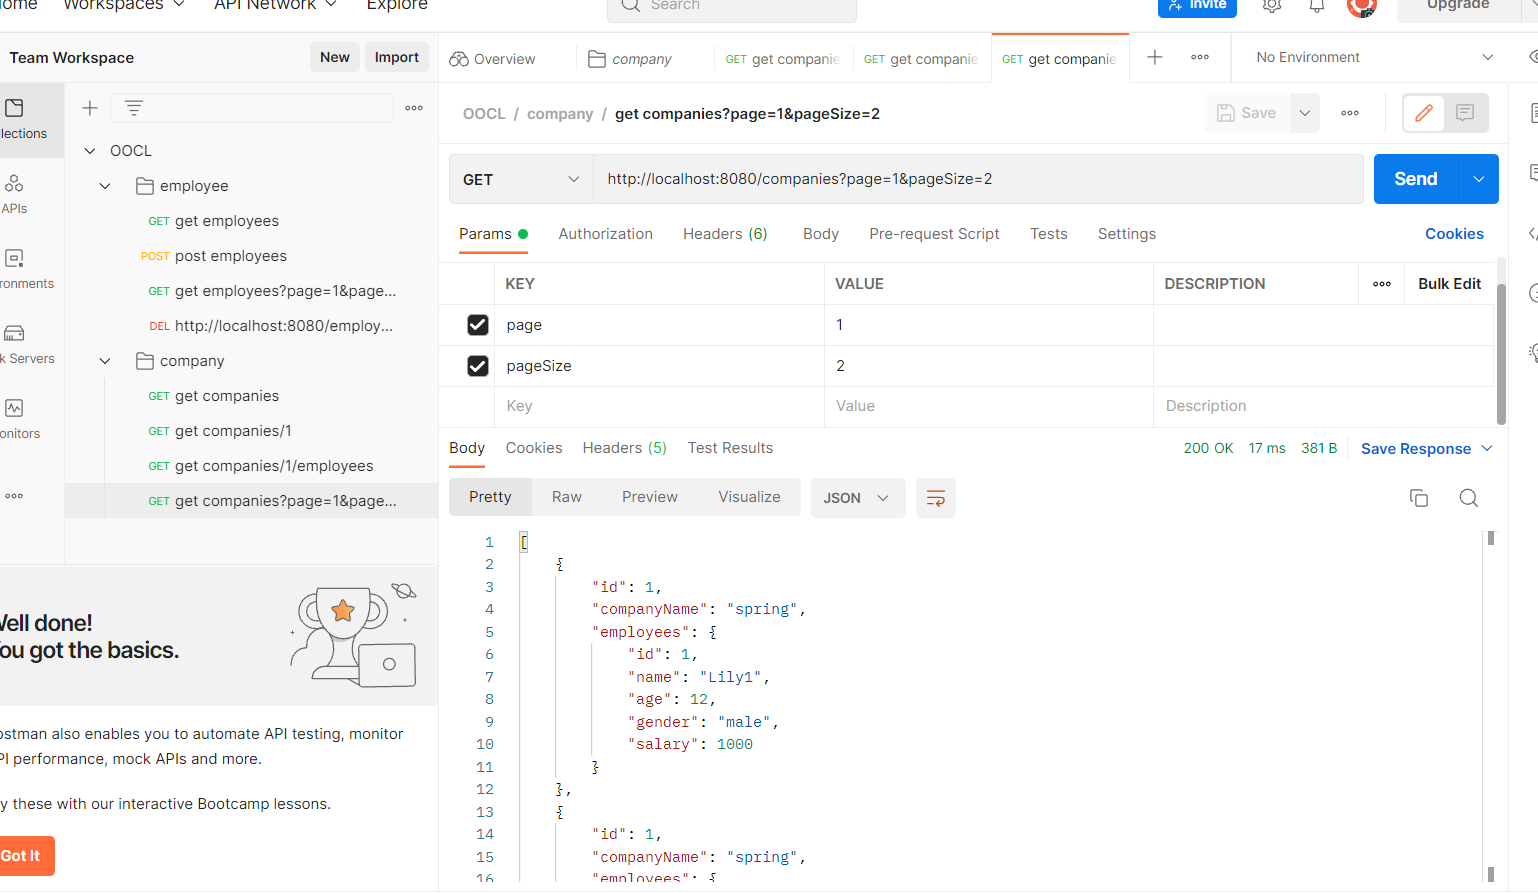 Home Workspaces API Network Explore Search Invite Upgrade
Team Workspace New Import
Overview company GET get companie GET get companie GET get companie No Environment
OOCL / company / get companies?page=1&pageSize=2 Save
GET http://localhost:8080/companies?page=1&pageSize=2 Send
Params Authorization Headers (6) Body Pre-request Script Tests Settings Cookies
KEY VALUE DESCRIPTION Bulk Edit
page 1
pageSize 2
Key Value Description
llections
APIs
ronments
k Servers
onitors
OOCL
employee
GET get employees
POST post employees
GET get employees?page=1&page...
DEL http://localhost:8080/employ...
company
GET get companies
GET get companies/1
GET get companies/1/employees
GET get companies?page=1&page...
Well done!
You got the basics.
ostman also enables you to automate API testing, monitor
PI performance, mock APIs and more.
y these with our interactive Bootcamp lessons.
Got It
Body Cookies Headers (5) Test Results 200 OK 17 ms 381 B Save Response
Pretty Raw Preview Visualize JSON
1 [
2 {
3 "id": 1,
4 "companyName": "spring",
5 "employees": {
6 "id": 1,
7 "name": "Lily1",
8 "age": 12,
9 "gender": "male",
10 "salary": 1000
11 }
12 },
13 {
14 "id": 1,
15 "companyName": "spring",
16 "employees": {